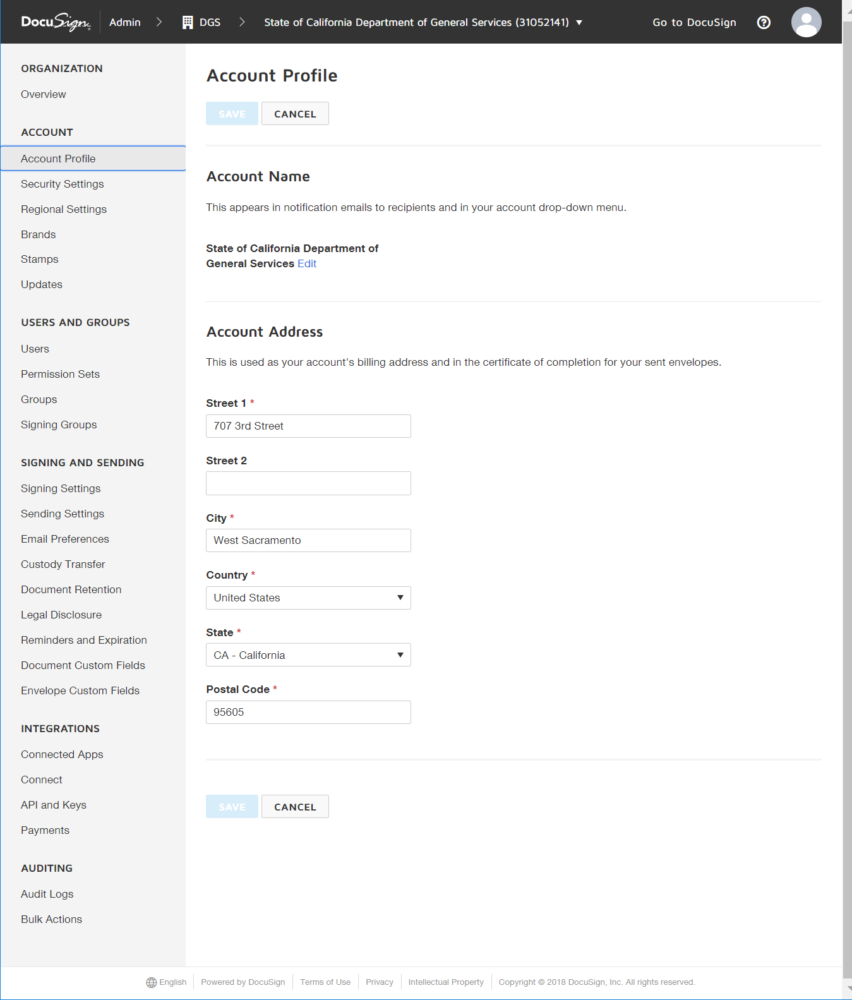 DocuSign Admin DGS State of California Department of General Services (31052141) Go to DocuSign ?
ORGANIZATION
Overview
ACCOUNT
Account Profile
Security Settings
Regional Settings
Brands
Stamps
Updates
USERS AND GROUPS
Users
Permission Sets
Groups
Signing Groups
SIGNING AND SENDING
Signing Settings
Sending Settings
Email Preferences
Custody Transfer
Document Retention
Legal Disclosure
Reminders and Expiration
Document Custom Fields
Envelope Custom Fields
INTEGRATIONS
Connected Apps
Connect
API and Keys
Payments
AUDITING
Audit Logs
Bulk Actions
Account Profile
SAVE CANCEL
Account Name
This appears in notification emails to recipients and in your account drop-down menu.
State of California Department of
General Services Edit
Account Address
This is used as your account's billing address and in the certificate of completion for your sent envelopes.
Street 1 *
707 3rd Street
Street 2
City *
West Sacramento
Country *
United States
State *
CA - California
Postal Code *
95605
SAVE CANCEL
English Powered by DocuSign Terms of Use Privacy Intellectual Property Copyright © 2018 DocuSign, Inc. All rights reserved.